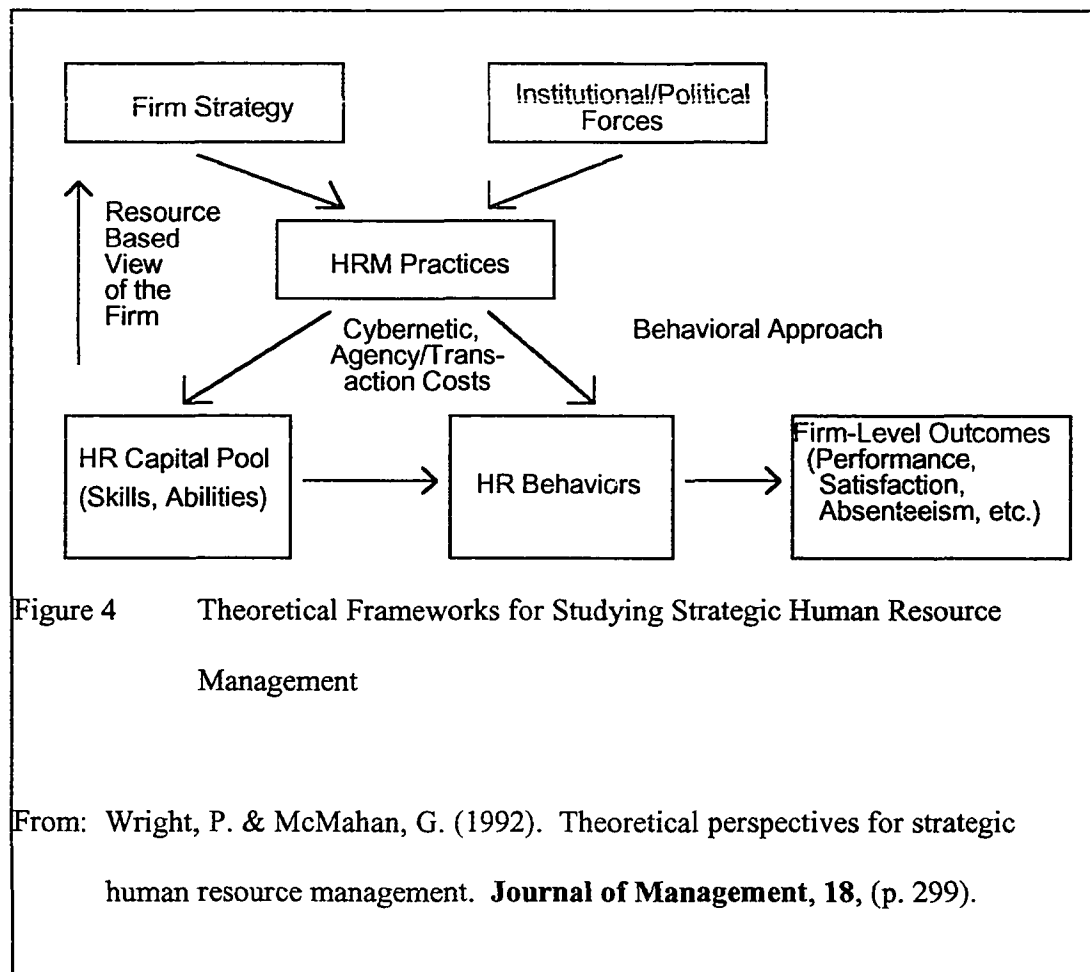 Firm Strategy
Institutional/Political
Forces
Resource
Based
View
of the
Firm
HRM Practices
Cybernetic,
Agency/Trans-
action Costs
Behavioral Approach
HR Capital Pool
(Skills, Abilities)
HR Behaviors
Firm-Level Outcomes
(Performance,
Satisfaction,
Absenteeism, etc.)
Figure 4 Theoretical Frameworks for Studying Strategic Human Resource
Management
From: Wright, P. & McMahan, G. (1992). Theoretical perspectives for strategic
human resource management. Journal of Management, 18, (p. 299).